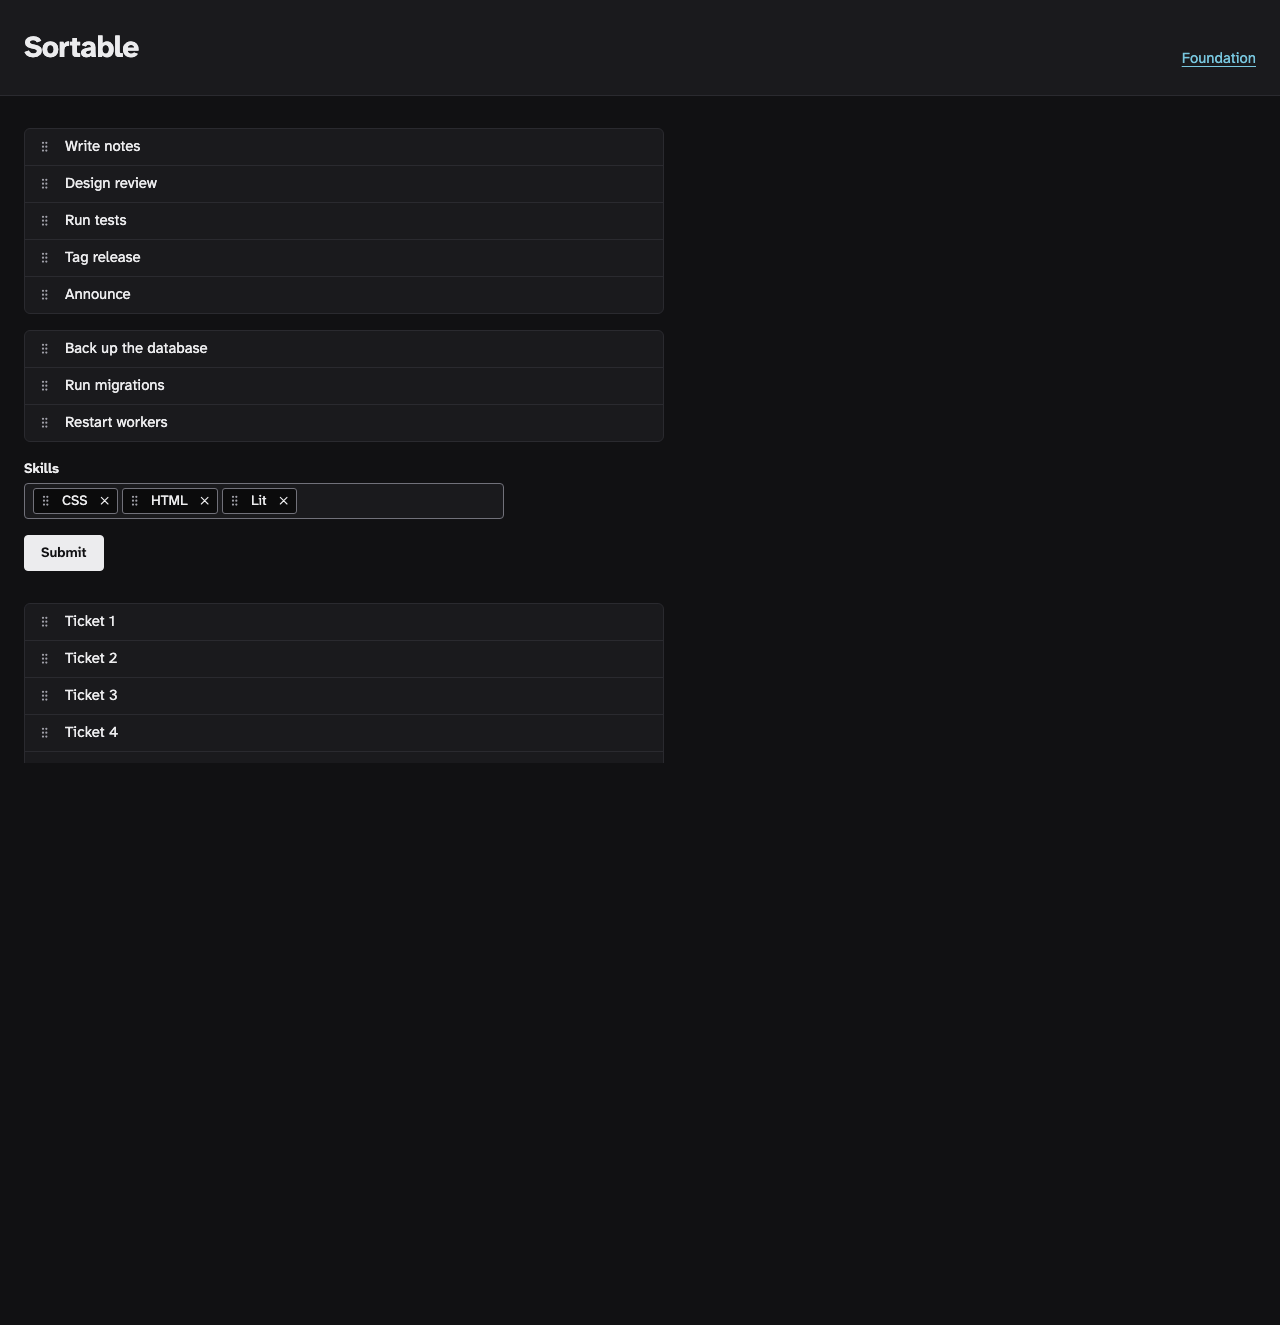 Sortable
Foundation
Write notes
Design review
Run tests
Tag release
Announce
Back up the database
Run migrations
Restart workers
Skills
CSS HTML Lit
Submit
Ticket 1
Ticket 2
Ticket 3
Ticket 4